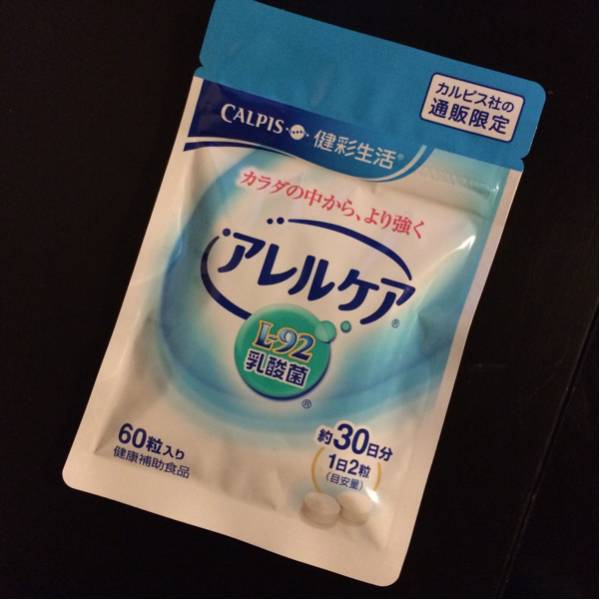 カルピス社の
通販限定
CALPIS 健彩生活®
カラダの中から、より強く
アレルケア®
L-92
乳酸菌
®
60粒入り
健康補助食品
約30日分
1日2粒
(目安量)